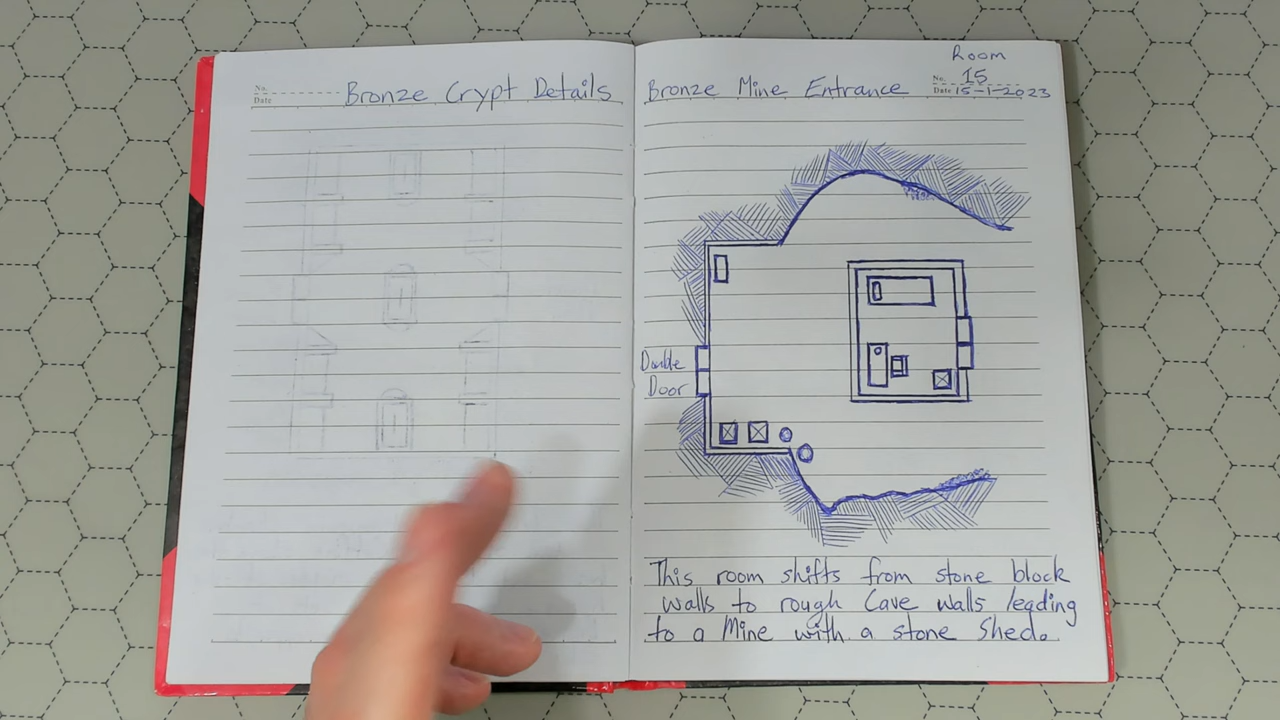 No.
Date
Bronze Crypt Details
Room
Bronze Mine Entrance
No. 15
Date 15-1-2023
Double
Door
This room shifts from stone block
walls to rough Cave walls leading
to a Mine with a stone Shed.